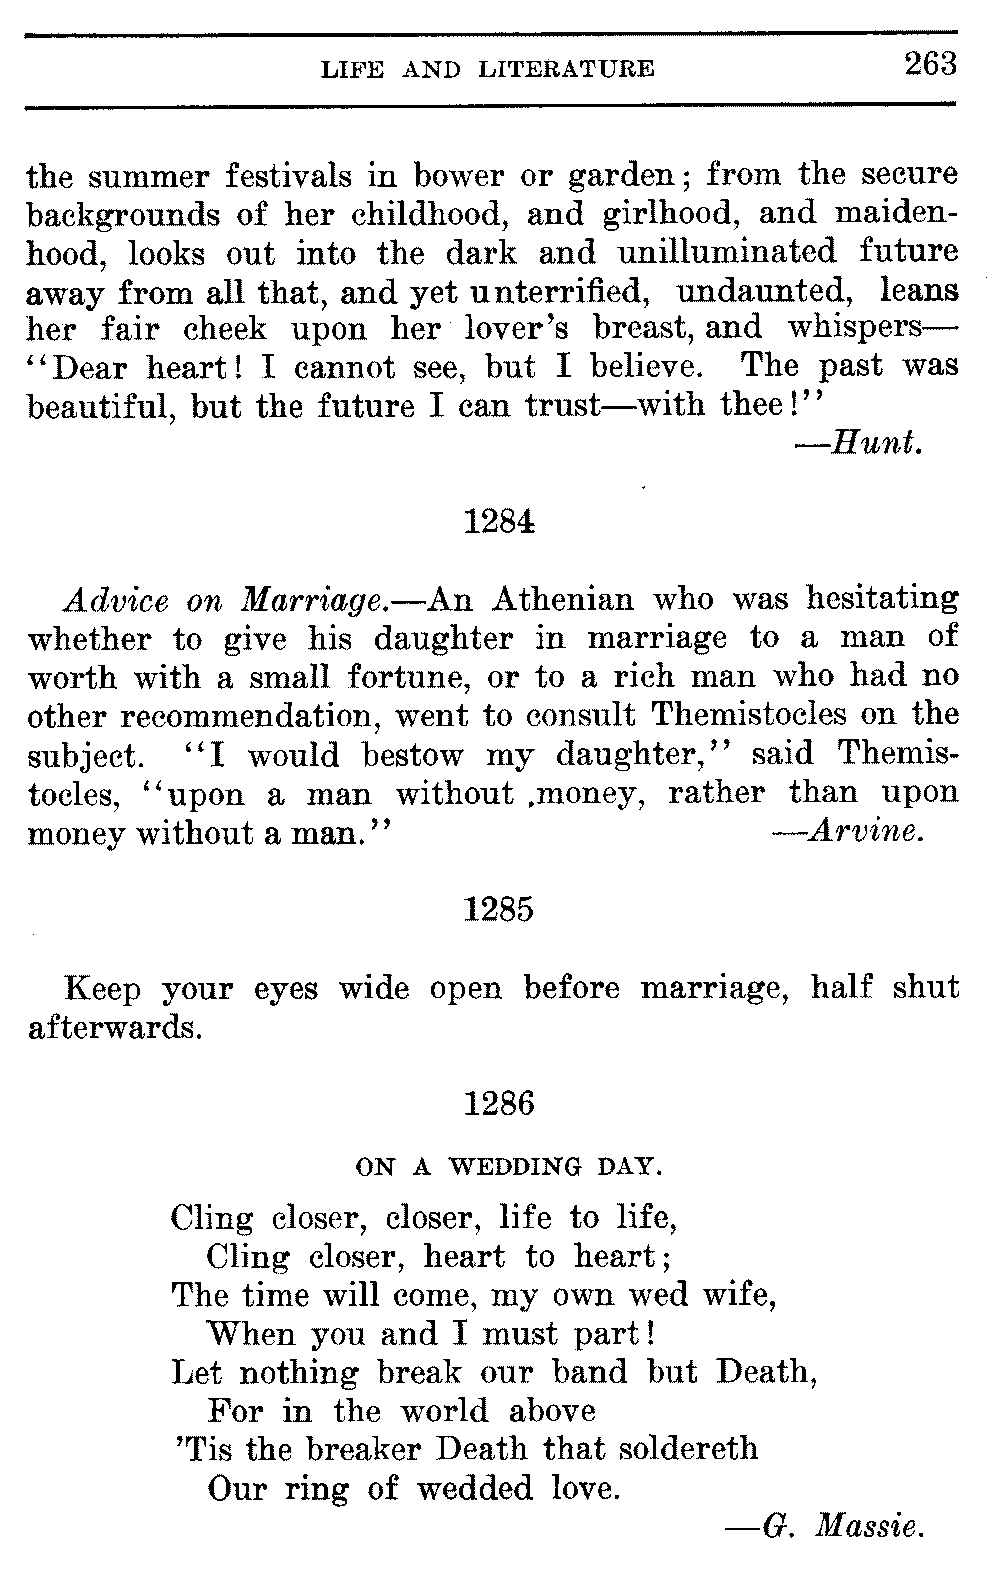 LIFE AND LITERATURE 263
the summer festivals in bower or garden; from the secure
backgrounds of her childhood, and girlhood, and maiden-
hood, looks out into the dark and unilluminated future
away from all that, and yet unterrified, undaunted, leans
her fair cheek upon her lover's breast, and whispers—
“Dear heart! I cannot see, but I believe. The past was
beautiful, but the future I can trust—with thee!”
—Hunt.
1284
Advice on Marriage.—An Athenian who was hesitating
whether to give his daughter in marriage to a man of
worth with a small fortune, or to a rich man who had no
other recommendation, went to consult Themistocles on the
subject. “I would bestow my daughter,” said Themis-
tocles, “upon a man without money, rather than upon
money without a man.” —Arvine.
1285
Keep your eyes wide open before marriage, half shut
afterwards.
1286
ON A WEDDING DAY.
Cling closer, closer, life to life,
Cling closer, heart to heart;
The time will come, my own wed wife,
When you and I must part!
Let nothing break our band but Death,
For in the world above
’Tis the breaker Death that soldereth
Our ring of wedded love.
—G. Massie.